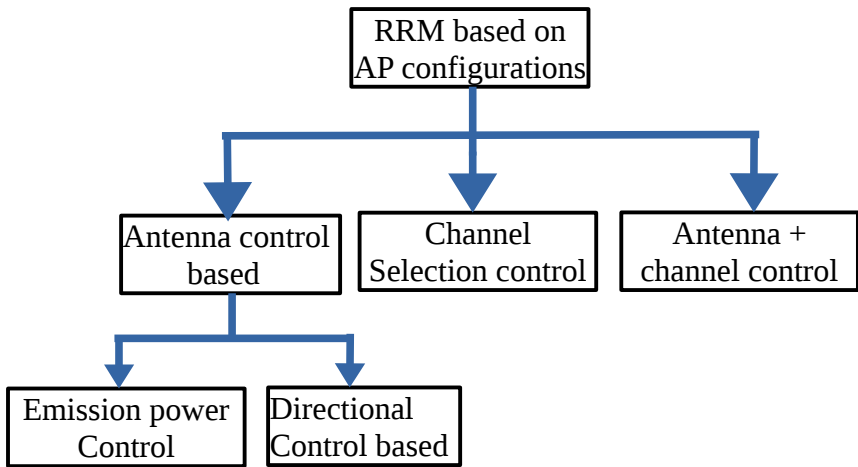 RRM based on
AP configurations
Antenna control
based
Channel
Selection control
Antenna +
channel control
Emission power
Control
Directional
Control based